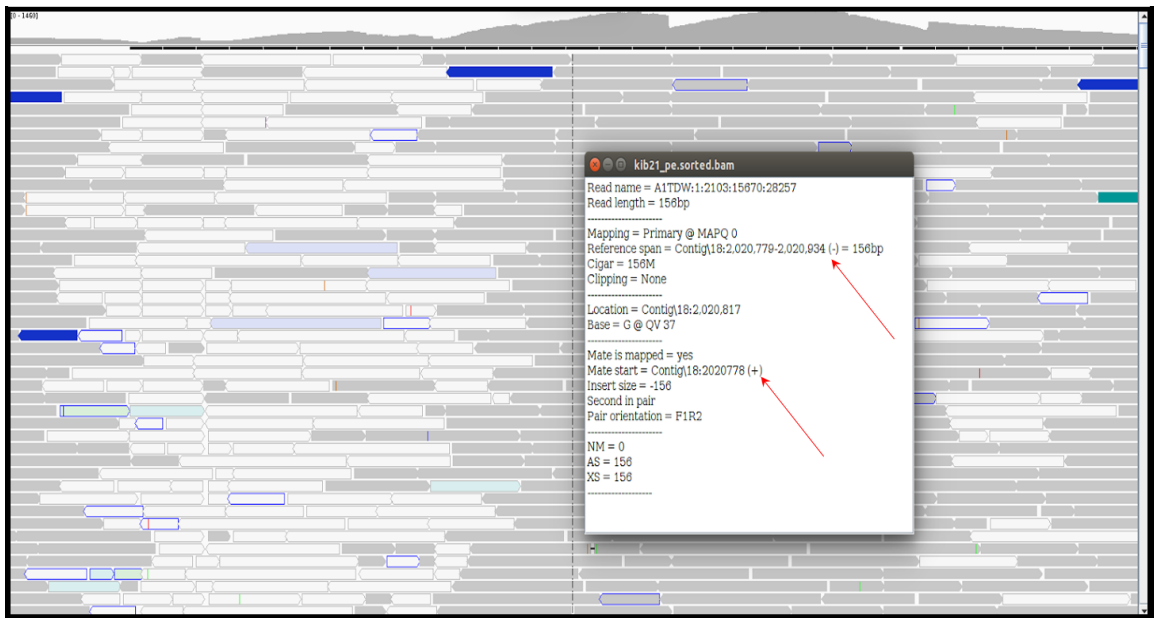 [0 - 1460]
kib21_pe.sorted.bam
Read name = A1TDW:1:2103:15670:28257
Read length = 156bp
----------------------
Mapping = Primary @ MAPQ 0
Reference span = Contig\18:2,020,779-2,020,934 (-) = 156bp
Cigar = 156M
Clipping = None
----------------------
Location = Contig\18:2,020,817
Base = G @ QV 37
----------------------
Mate is mapped = yes
Mate start = Contig\18:2020778 (+)
Insert size = -156
Second in pair
Pair orientation = F1R2
----------------------
NM = 0
AS = 156
XS = 156
-------------------